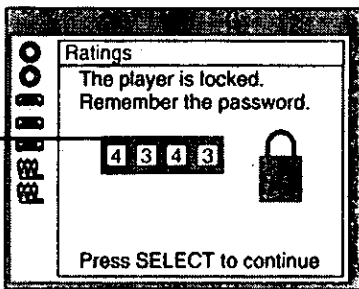 Ratings
The player is locked.
Remember the password.
4 3 4 3
Press SELECT to continue